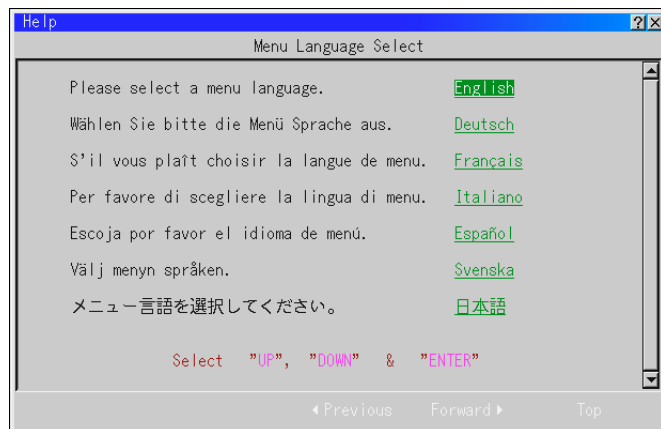 Help
Menu Language Select
Please select a menu language. English
Wählen Sie bitte die Menü Sprache aus. Deutsch
S'il vous plaît choisir la langue de menu. Français
Per favore di scegliere la lingua di menu. Italiano
Escoja por favor el idioma de menú. Español
Välj menyn språken. Svenska
メニュー言語を選択してください。 日本語
Select "UP", "DOWN" & "ENTER"
Previous Forward Top